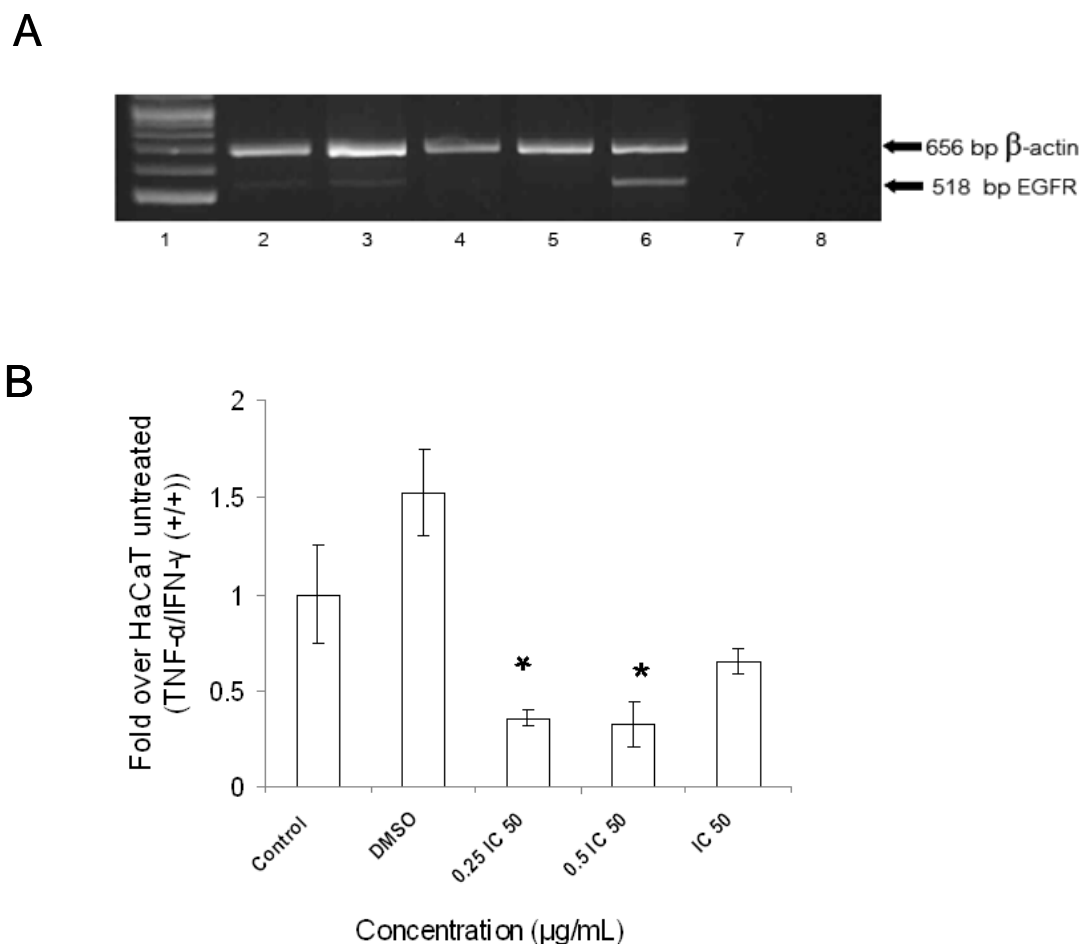 A
656 bp β-actin
518 bp EGFR
1 2 3 4 5 6 7 8
B
Fold over HaCaT untreated
(TNF-α/IFN-γ (+/+))
2
1.5
1
0.5
0
* *
Control DMSO 0.25 IC 50 0.5 IC 50 IC 50
Concentration (µg/mL)